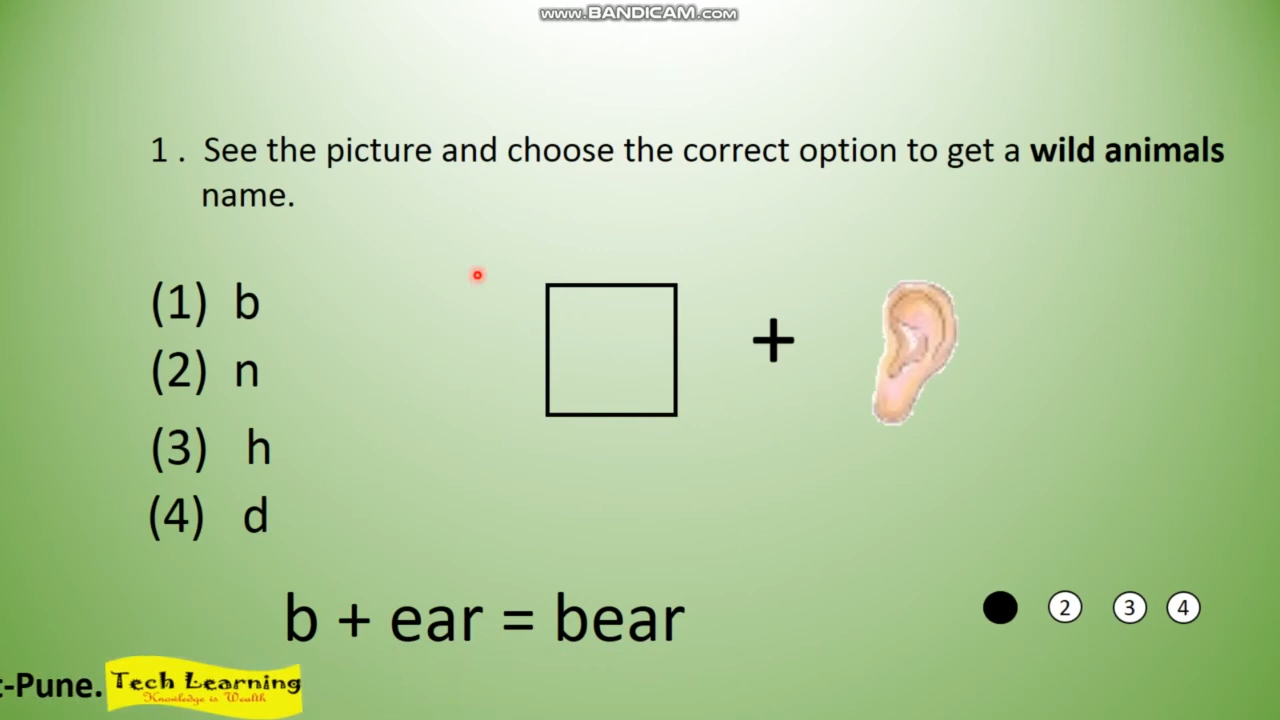 www.BANDICAM.com
1 . See the picture and choose the correct option to get a wild animals
name.
(1) b
(2) n
(3) h
(4) d
+
b + ear = bear
2 3 4
-Pune.
Tech Learning
Knowledge is Wealth